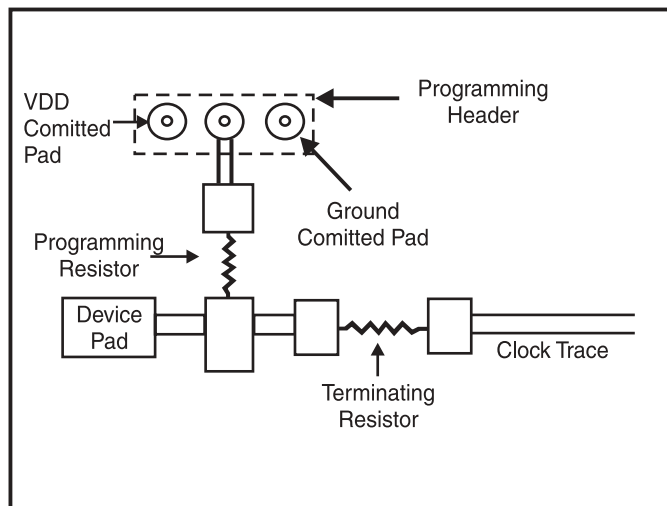 VDD
Comitted
Pad
Programming
Header
Ground
Comitted Pad
Programming
Resistor
Device
Pad
Clock Trace
Terminating
Resistor